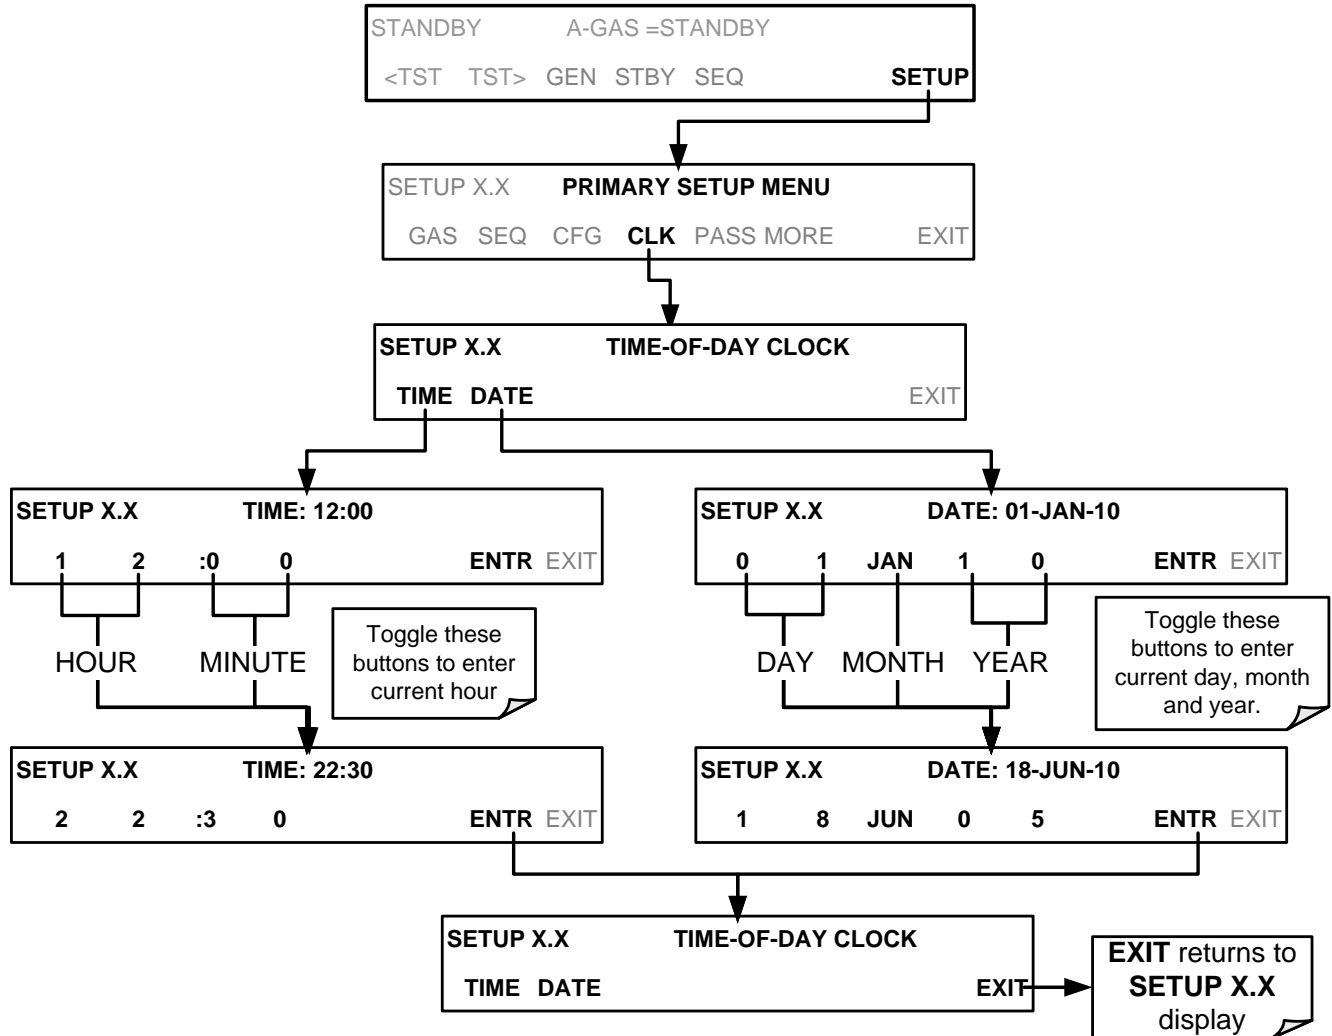 STANDBY A-GAS =STANDBY
<TST TST> GEN STBY SEQ SETUP
SETUP X.X PRIMARY SETUP MENU
GAS SEQ CFG CLK PASS MORE EXIT
SETUP X.X TIME-OF-DAY CLOCK
TIME DATE EXIT
SETUP X.X TIME: 12:00
1 2 :0 0 ENTR EXIT
HOUR MINUTE
Toggle these
buttons to enter
current hour
SETUP X.X TIME: 22:30
2 2 :3 0 ENTR EXIT
SETUP X.X DATE: 01-JAN-10
0 1 JAN 1 0 ENTR EXIT
DAY MONTH YEAR
Toggle these
buttons to enter
current day, month
and year.
SETUP X.X DATE: 18-JUN-10
1 8 JUN 0 5 ENTR EXIT
SETUP X.X TIME-OF-DAY CLOCK
TIME DATE EXIT
EXIT returns to
SETUP X.X
display